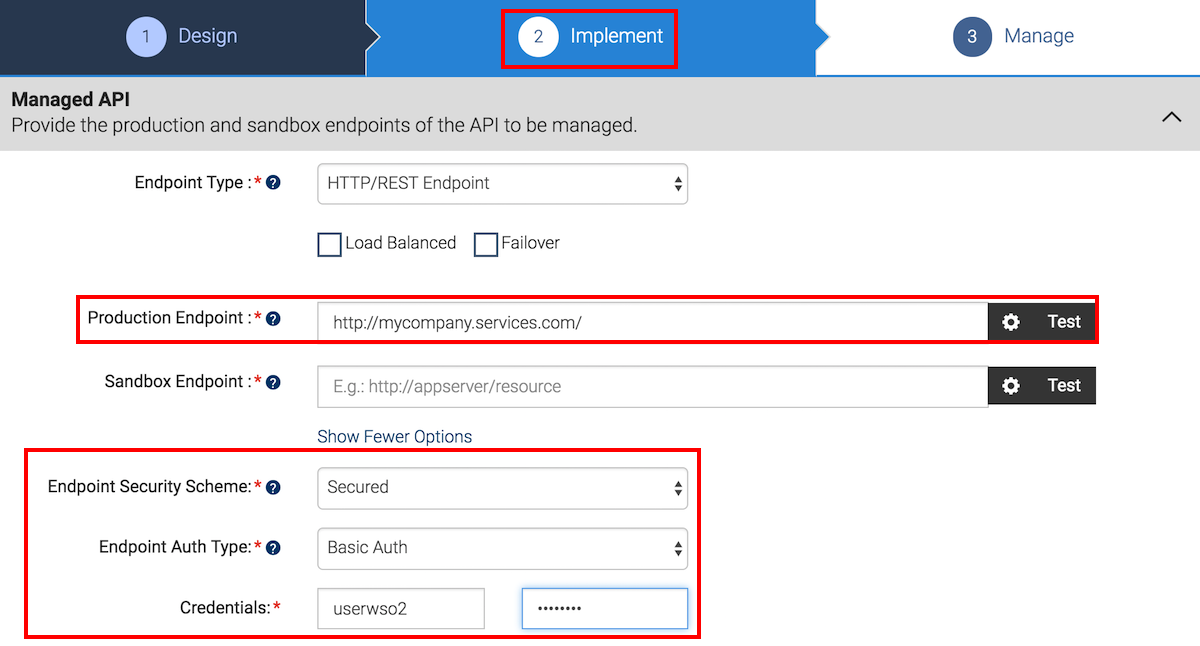 1 Design
2 Implement
3 Manage
Managed API
Provide the production and sandbox endpoints of the API to be managed.
Endpoint Type :* ? HTTP/REST Endpoint
Load Balanced Failover
Production Endpoint :* ? http://mycompany.services.com/ Test
Sandbox Endpoint :* ? E.g.: http://appserver/resource Test
Show Fewer Options
Endpoint Security Scheme:* ? Secured
Endpoint Auth Type:* ? Basic Auth
Credentials:* userwso2 ••••••••